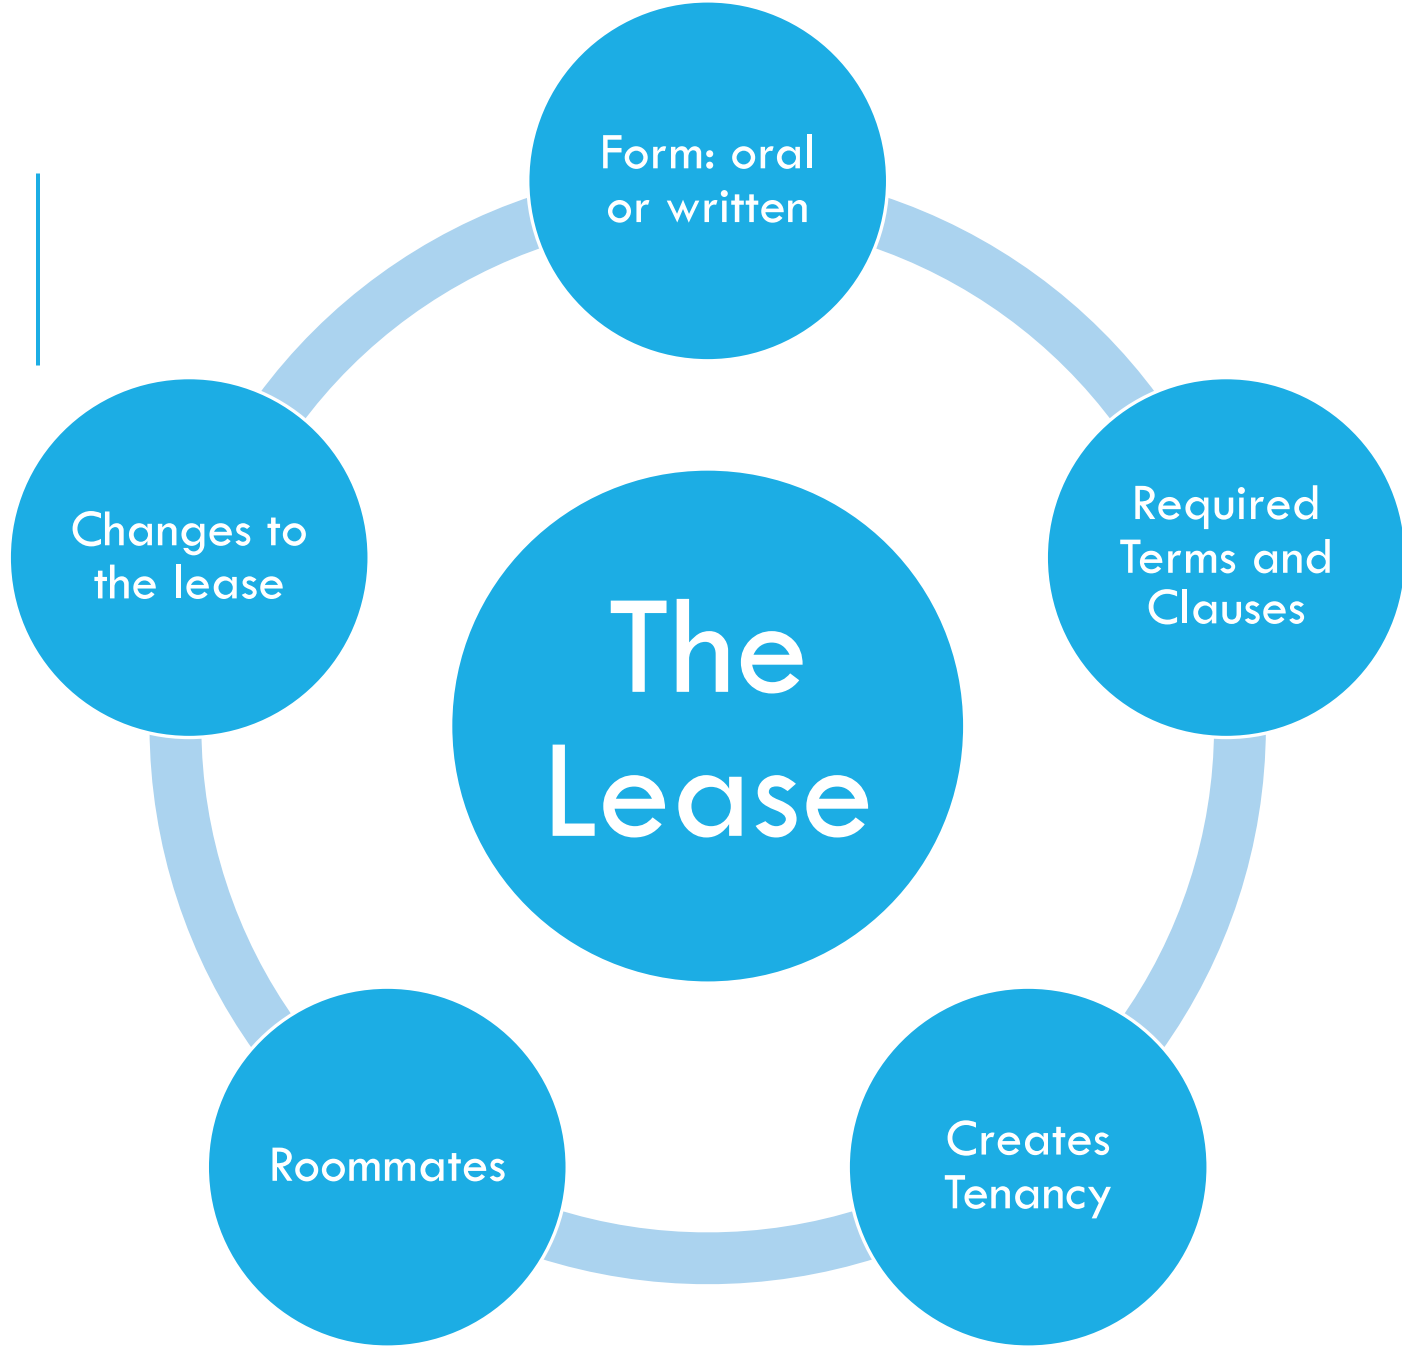 Form: oral
or written
Required
Terms and
Clauses
Creates
Tenancy
Roommates
Changes to
the lease
The
Lease